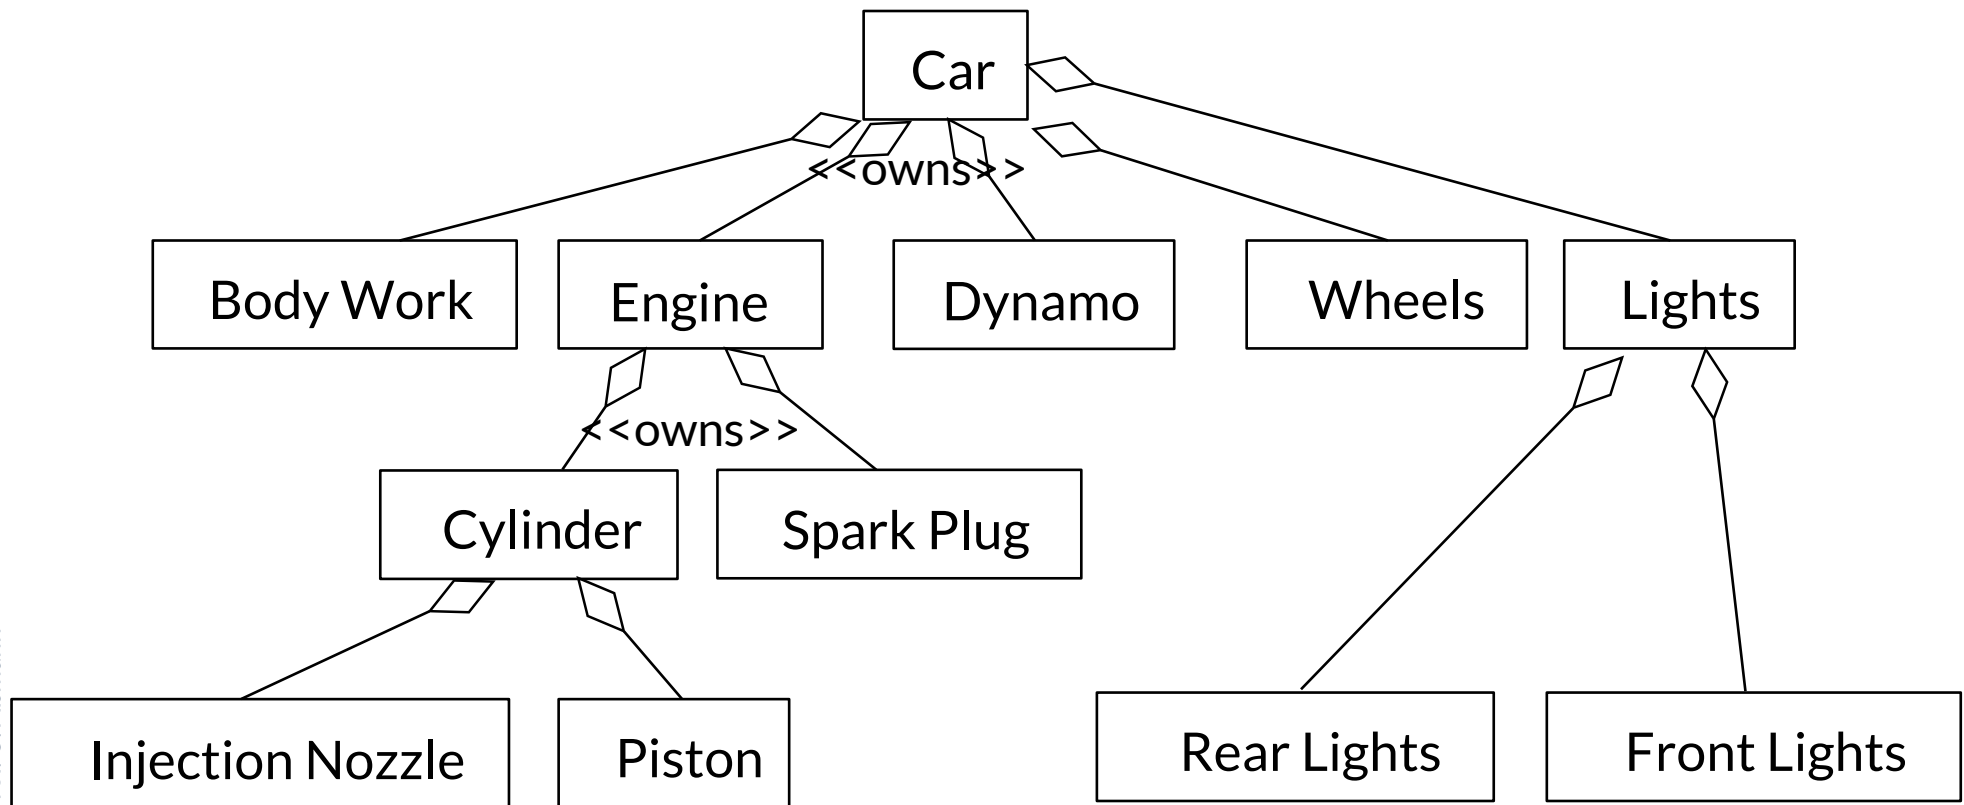 Car
<<owns>>
Body Work
Engine
Dynamo
Wheels
Lights
<<owns>>
Cylinder
Spark Plug
Injection Nozzle
Piston
Rear Lights
Front Lights